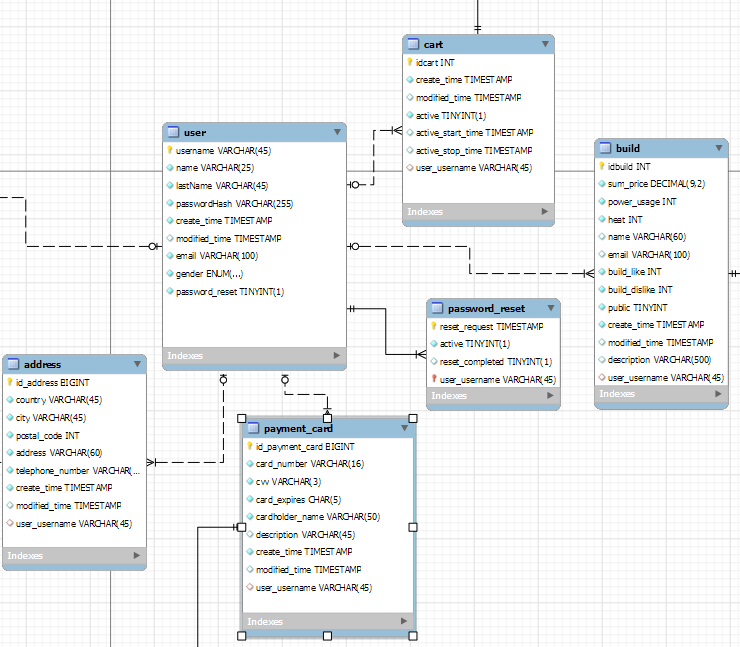 cart
idcart INT
create_time TIMESTAMP
modified_time TIMESTAMP
active TINYINT(1)
active_start_time TIMESTAMP
active_stop_time TIMESTAMP
user_username VARCHAR(45)
Indexes
user
username VARCHAR(45)
name VARCHAR(25)
lastName VARCHAR(45)
passwordHash VARCHAR(255)
create_time TIMESTAMP
modified_time TIMESTAMP
email VARCHAR(100)
gender ENUM(...)
password_reset TINYINT(1)
Indexes
build
idbuild INT
sum_price DECIMAL(9,2)
power_usage INT
heat INT
name VARCHAR(60)
email VARCHAR(100)
build_like INT
build_dislike INT
public TINYINT
create_time TIMESTAMP
modified_time TIMESTAMP
description VARCHAR(500)
user_username VARCHAR(45)
Indexes
password_reset
reset_request TIMESTAMP
active TINYINT(1)
reset_completed TINYINT(1)
user_username VARCHAR(45)
Indexes
address
id_address BIGINT
country VARCHAR(45)
city VARCHAR(45)
postal_code INT
address VARCHAR(60)
telephone_number VARCHAR(...
create_time TIMESTAMP
modified_time TIMESTAMP
user_username VARCHAR(45)
Indexes
payment_card
id_payment_card BIGINT
card_number VARCHAR(16)
cvv VARCHAR(3)
card_expires CHAR(5)
cardholder_name VARCHAR(50)
description VARCHAR(45)
create_time TIMESTAMP
modified_time TIMESTAMP
user_username VARCHAR(45)
Indexes